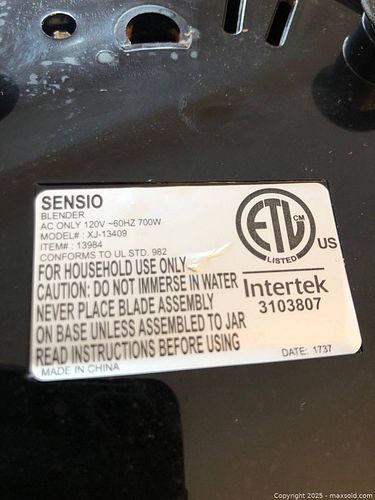 SENSIO
BLENDER
AC ONLY 120V ~60HZ 700W
MODEL# : XJ-13409
ITEM# : 13984
CONFORMS TO UL STD. 982
FOR HOUSEHOLD USE ONLY
CAUTION: DO NOT IMMERSE IN WATER
NEVER PLACE BLADE ASSEMBLY
ON BASE UNLESS ASSEMBLED TO JAR
READ INSTRUCTIONS BEFORE USING
MADE IN CHINA
ETL CM
LISTED
US
Intertek
3103807
DATE: 1737
Copyright © 2025 - maxsold.com